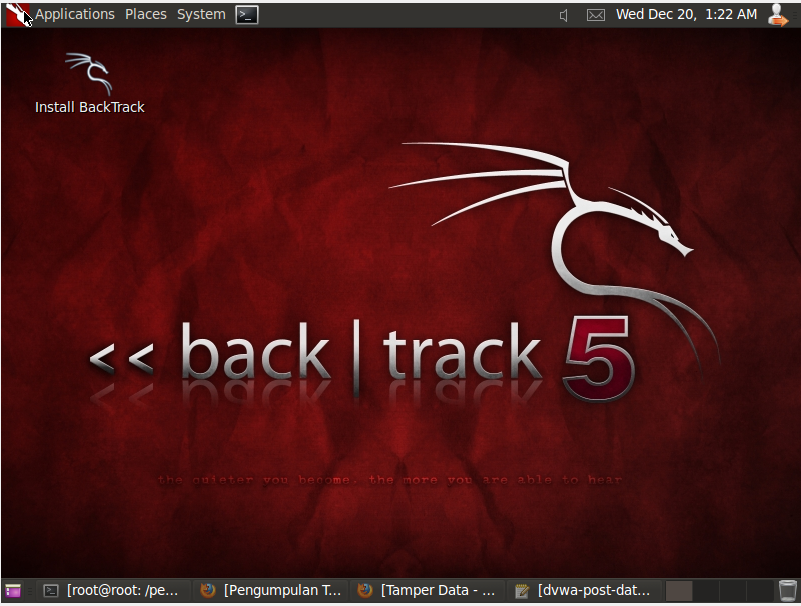 Applications Places System Wed Dec 20, 1:22 AM
Install BackTrack
<< back | track 5
the quieter you become, the more you are able to hear
[root@root: /pe... [Pengumpulan T... [Tamper Data - ... [dvwa-post-dat...